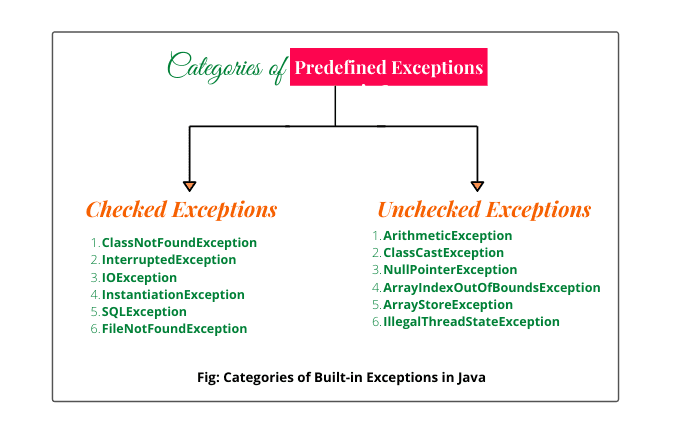 Categories of Predefined Exceptions
Checked Exceptions
1. ClassNotFoundException
2. InterruptedException
3. IOException
4. InstantiationException
5. SQLException
6. FileNotFoundException
Unchecked Exceptions
1. ArithmeticException
2. ClassCastException
3. NullPointerException
4. ArrayIndexOutOfBoundsException
5. ArrayStoreException
6. IllegalThreadStateException
Fig: Categories of Built-in Exceptions in Java